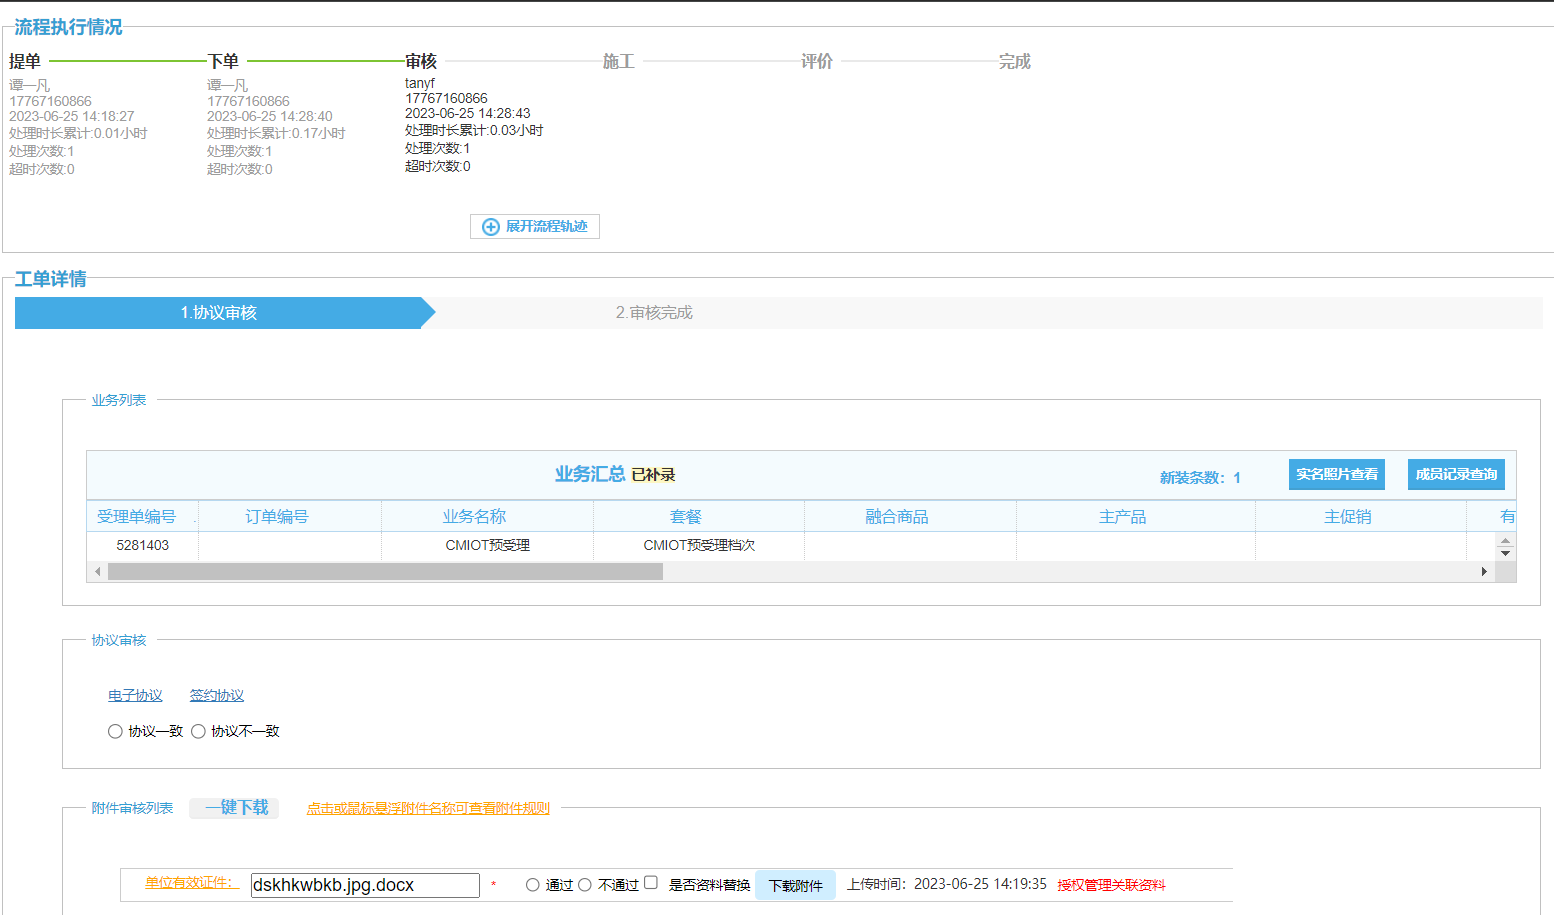 流程执行情况
提单 下单 审核 施工 评价 完成
谭一凡 谭一凡 tanyf
17767160866 17767160866 17767160866
2023-06-25 14:18:27 2023-06-25 14:28:40 2023-06-25 14:28:43
处理时长累计:0.01小时 处理时长累计:0.17小时 处理时长累计:0.03小时
处理次数:1 处理次数:1 处理次数:1
超时次数:0 超时次数:0 超时次数:0
展开流程轨迹
工单详情
1.协议审核 2.审核完成
业务列表
业务汇总 已补录 新装条数：1 实名照片查看 成员记录查询
受理单编号 订单编号 业务名称 套餐 融合商品 主产品 主促销 有
5281403 CMIOT预受理 CMIOT预受理档次
协议审核
电子协议 签约协议
协议一致 协议不一致
附件审核列表 一键下载 点击或鼠标悬浮附件名称可查看附件规则
单位有效证件： dskhkwbkb.jpg.docx * 通过 不通过 是否资料替换 下载附件 上传时间：2023-06-25 14:19:35 授权管理关联资料